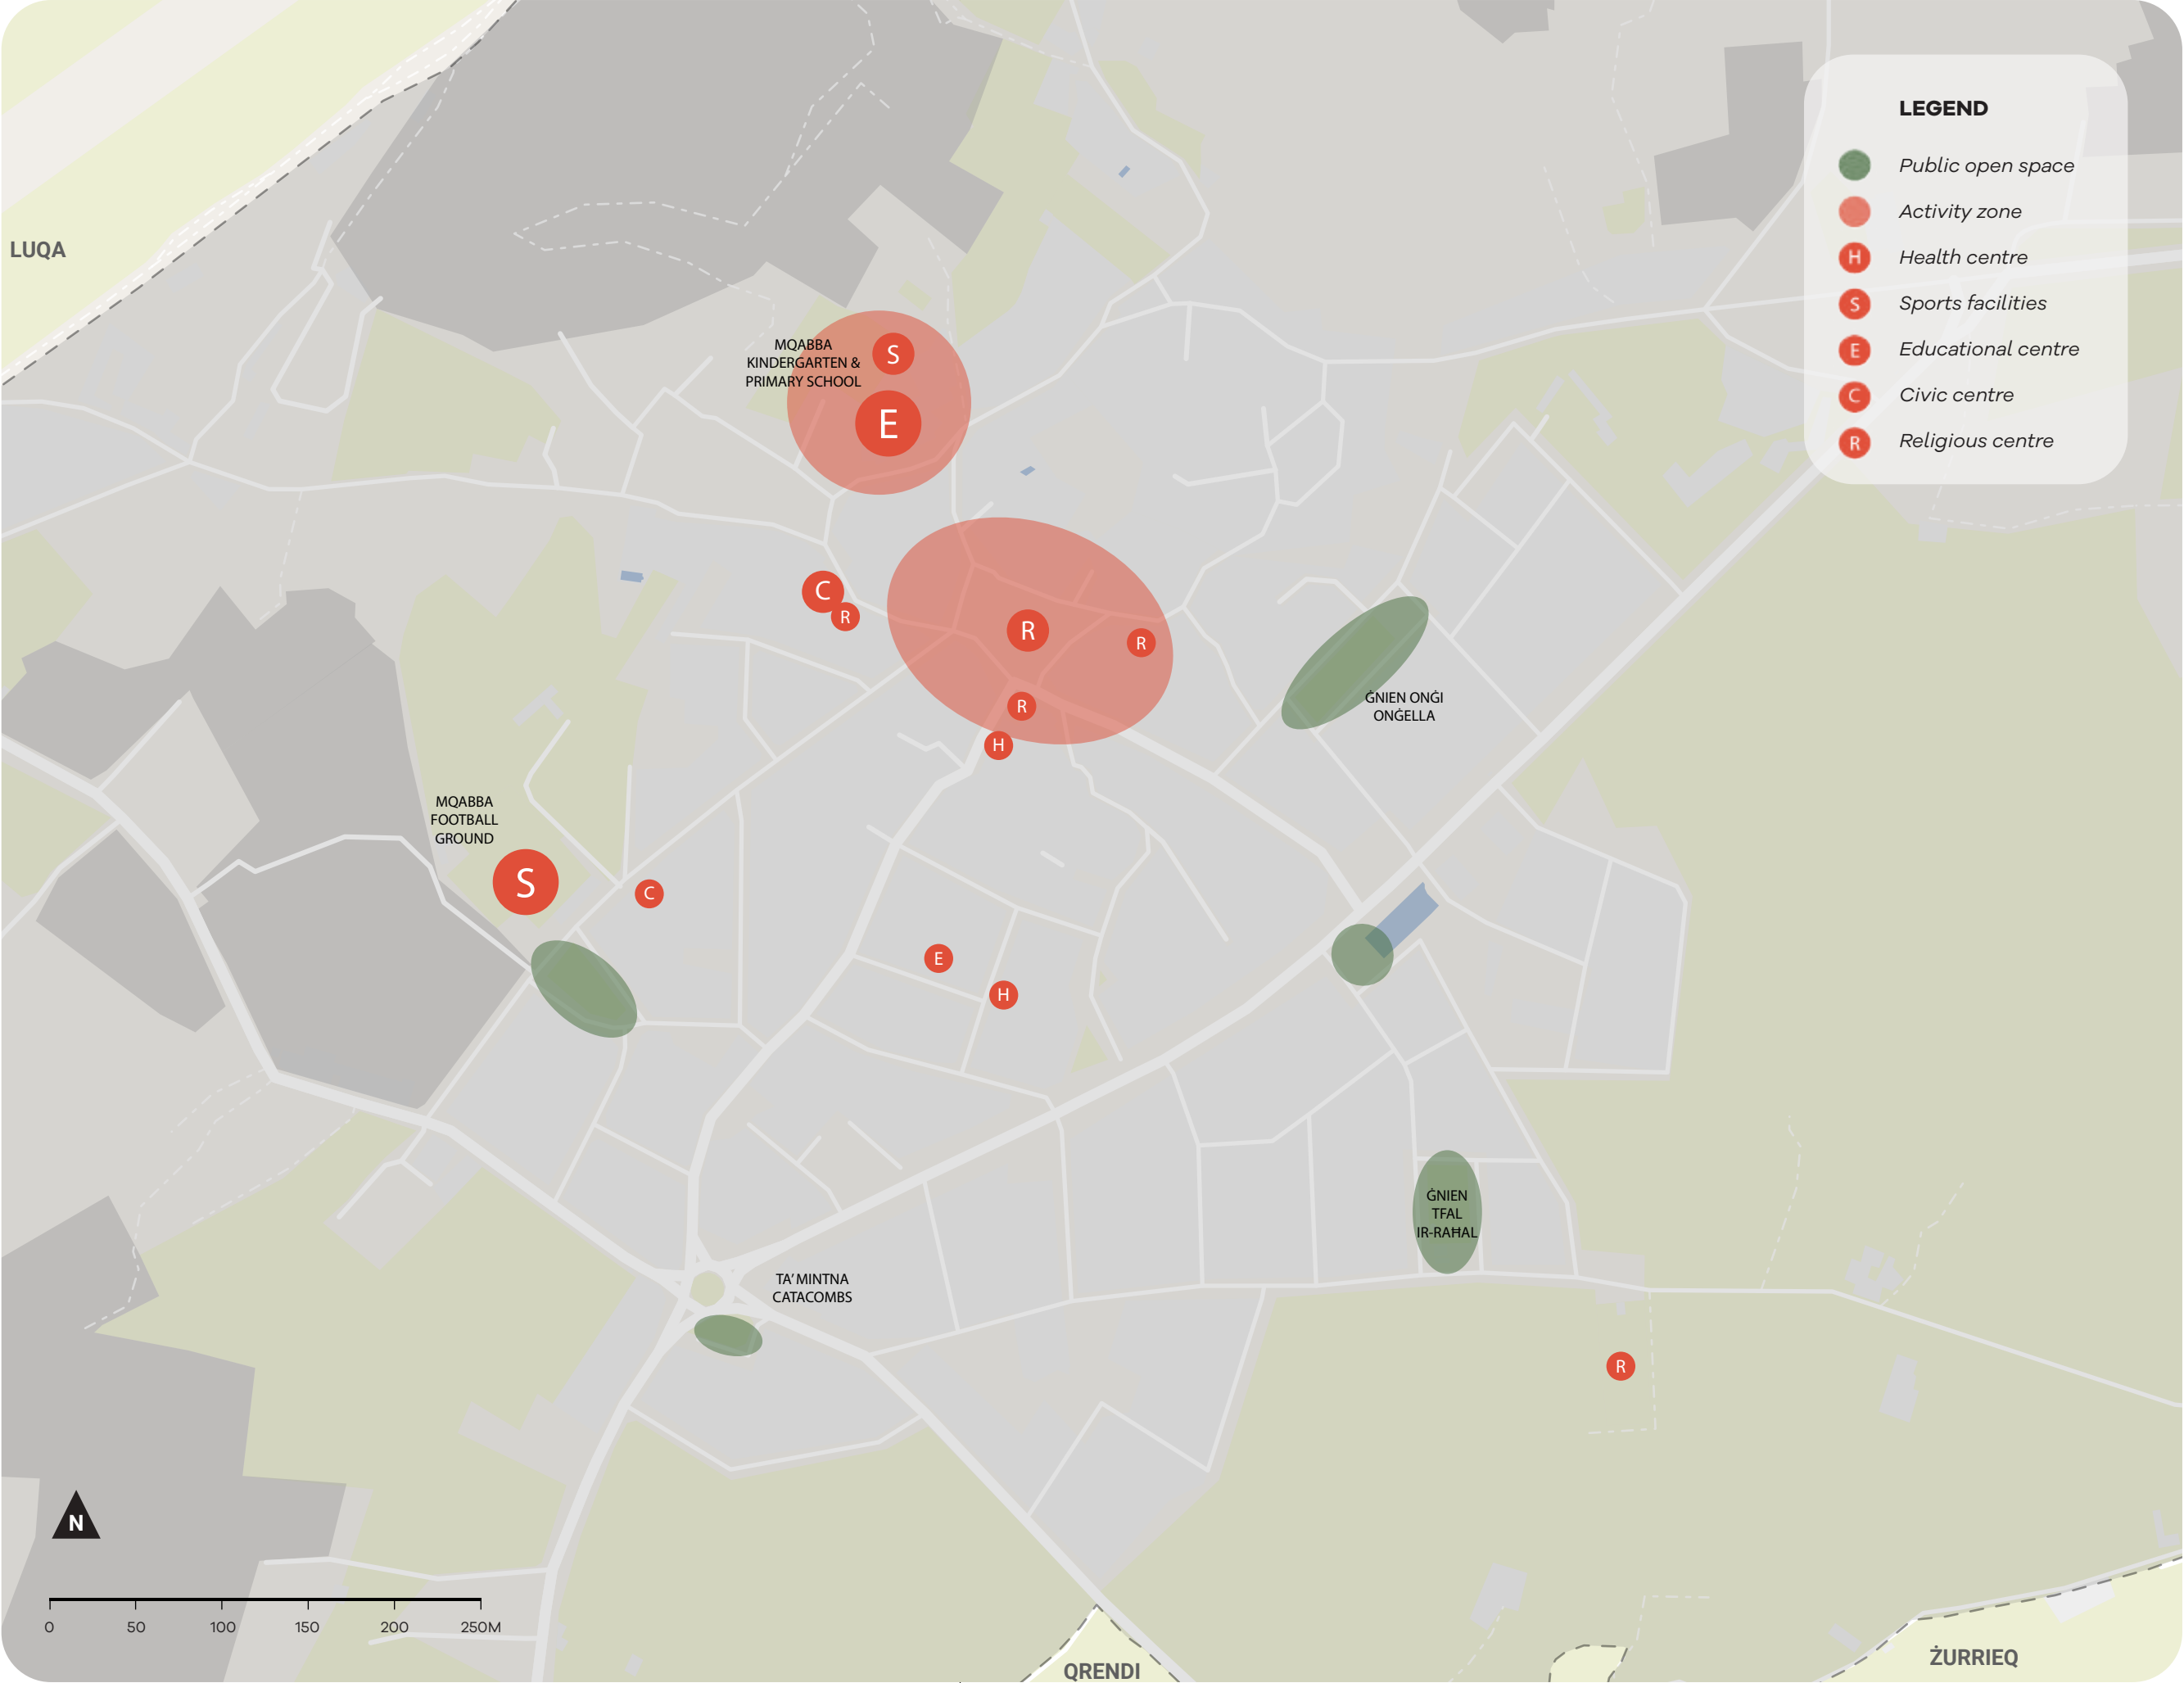 LEGEND
Public open space
Activity zone
H Health centre
S Sports facilities
E Educational centre
C Civic centre
R Religious centre
LUQA
MQABBA
KINDERGARTEN &
PRIMARY SCHOOL
S
E
C
R
R
R
R
H
ĠNIEN ONĠI
ONĠELLA
MQABBA
FOOTBALL
GROUND
S
C
E
H
ĠNIEN
TFAL
IR-RAĦAL
TA' MINTNA
CATACOMBS
R
N
0 50 100 150 200 250M
QRENDI
ŻURRIEQ